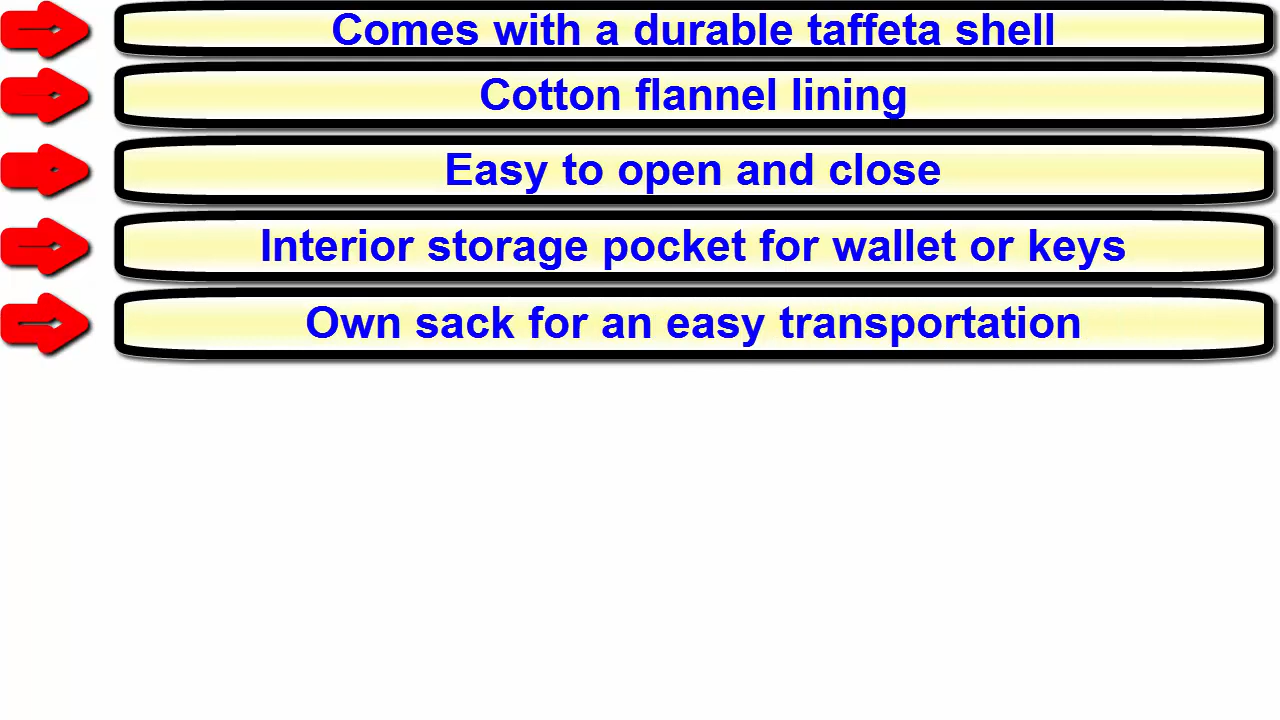 Comes with a durable taffeta shell
Cotton flannel lining
Easy to open and close
Interior storage pocket for wallet or keys
Own sack for an easy transportation